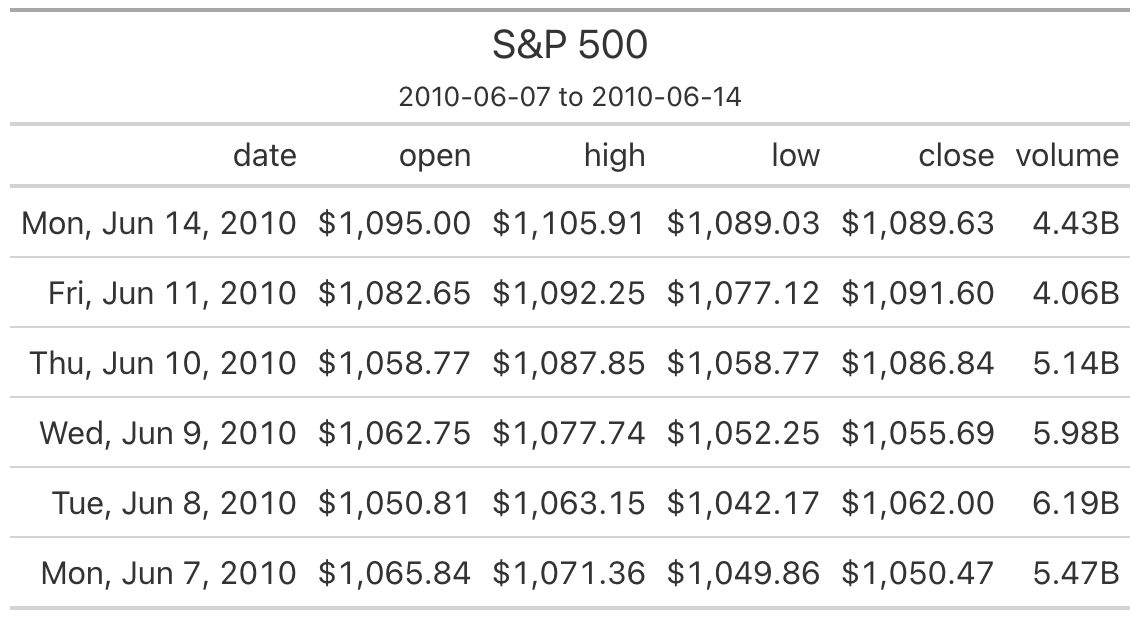 S&P 500
2010-06-07 to 2010-06-14
date open high low close volume
Mon, Jun 14, 2010 $1,095.00 $1,105.91 $1,089.03 $1,089.63 4.43B
Fri, Jun 11, 2010 $1,082.65 $1,092.25 $1,077.12 $1,091.60 4.06B
Thu, Jun 10, 2010 $1,058.77 $1,087.85 $1,058.77 $1,086.84 5.14B
Wed, Jun 9, 2010 $1,062.75 $1,077.74 $1,052.25 $1,055.69 5.98B
Tue, Jun 8, 2010 $1,050.81 $1,063.15 $1,042.17 $1,062.00 6.19B
Mon, Jun 7, 2010 $1,065.84 $1,071.36 $1,049.86 $1,050.47 5.47B